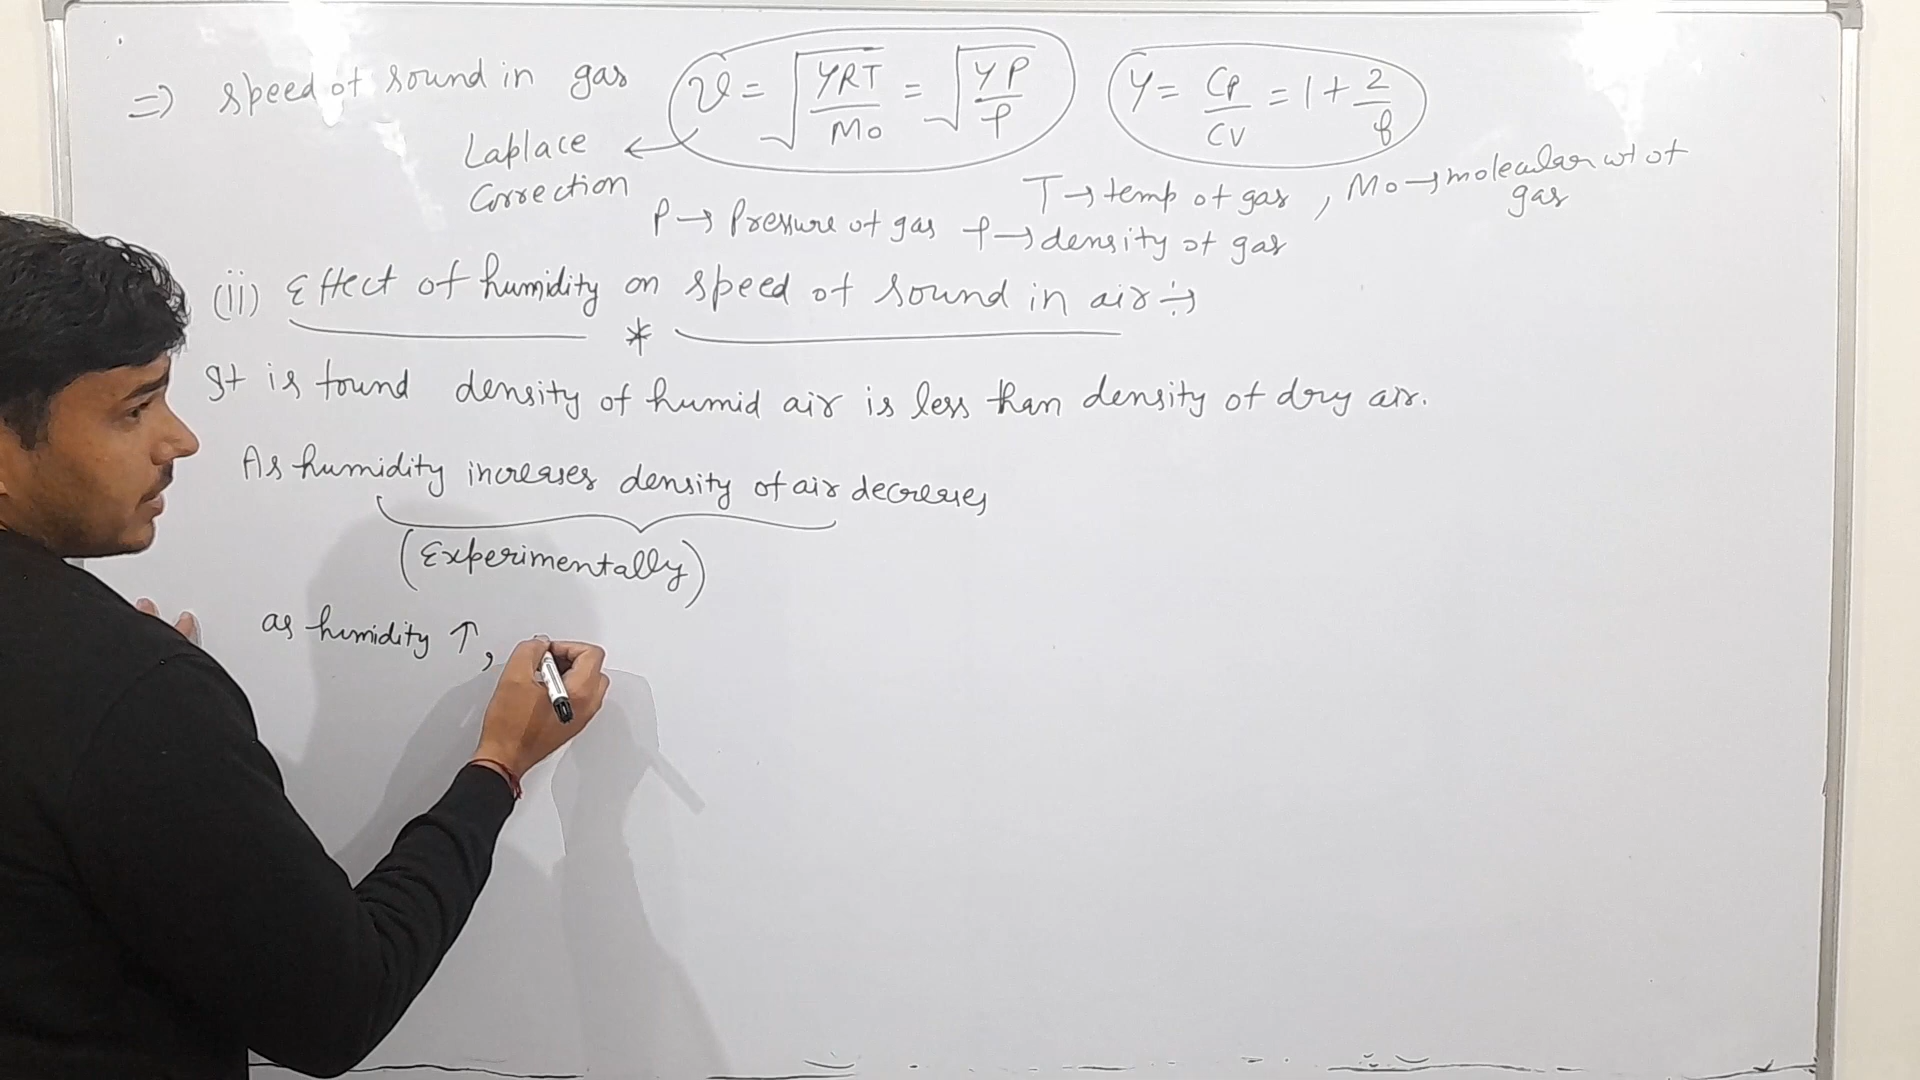 => speed of sound in gas v = √(γRT/Mo) = √(γP/ρ) γ = Cp/Cv = 1 + 2/f
Laplace Correction ←
T → temp of gas , Mo → molecular wt of gas
P → Pressure of gas ρ → density of gas
(ii) Effect of humidity on speed of sound in air :→
*
It is found density of humid air is less than density of dry air.
As humidity increases density of air decreases
(Experimentally)
as humidity ↑ ,